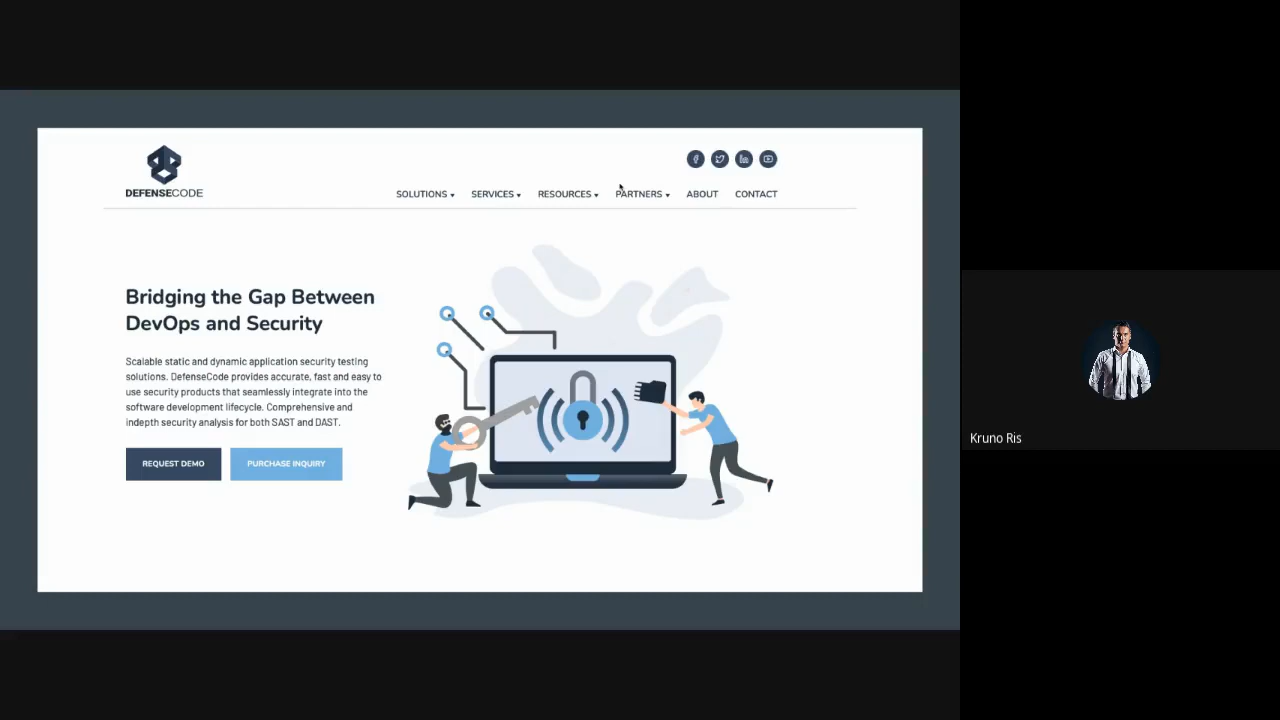 DEFENSECODE
SOLUTIONS
SERVICES
RESOURCES
PARTNERS
ABOUT
CONTACT
Bridging the Gap Between
DevOps and Security
Scalable static and dynamic application security testing
solutions. DefenseCode provides accurate, fast and easy to
use security products that seamlessly integrate into the
software development lifecycle. Comprehensive and
indepth security analysis for both SAST and DAST.
REQUEST DEMO
PURCHASE INQUIRY
Kruno Ris